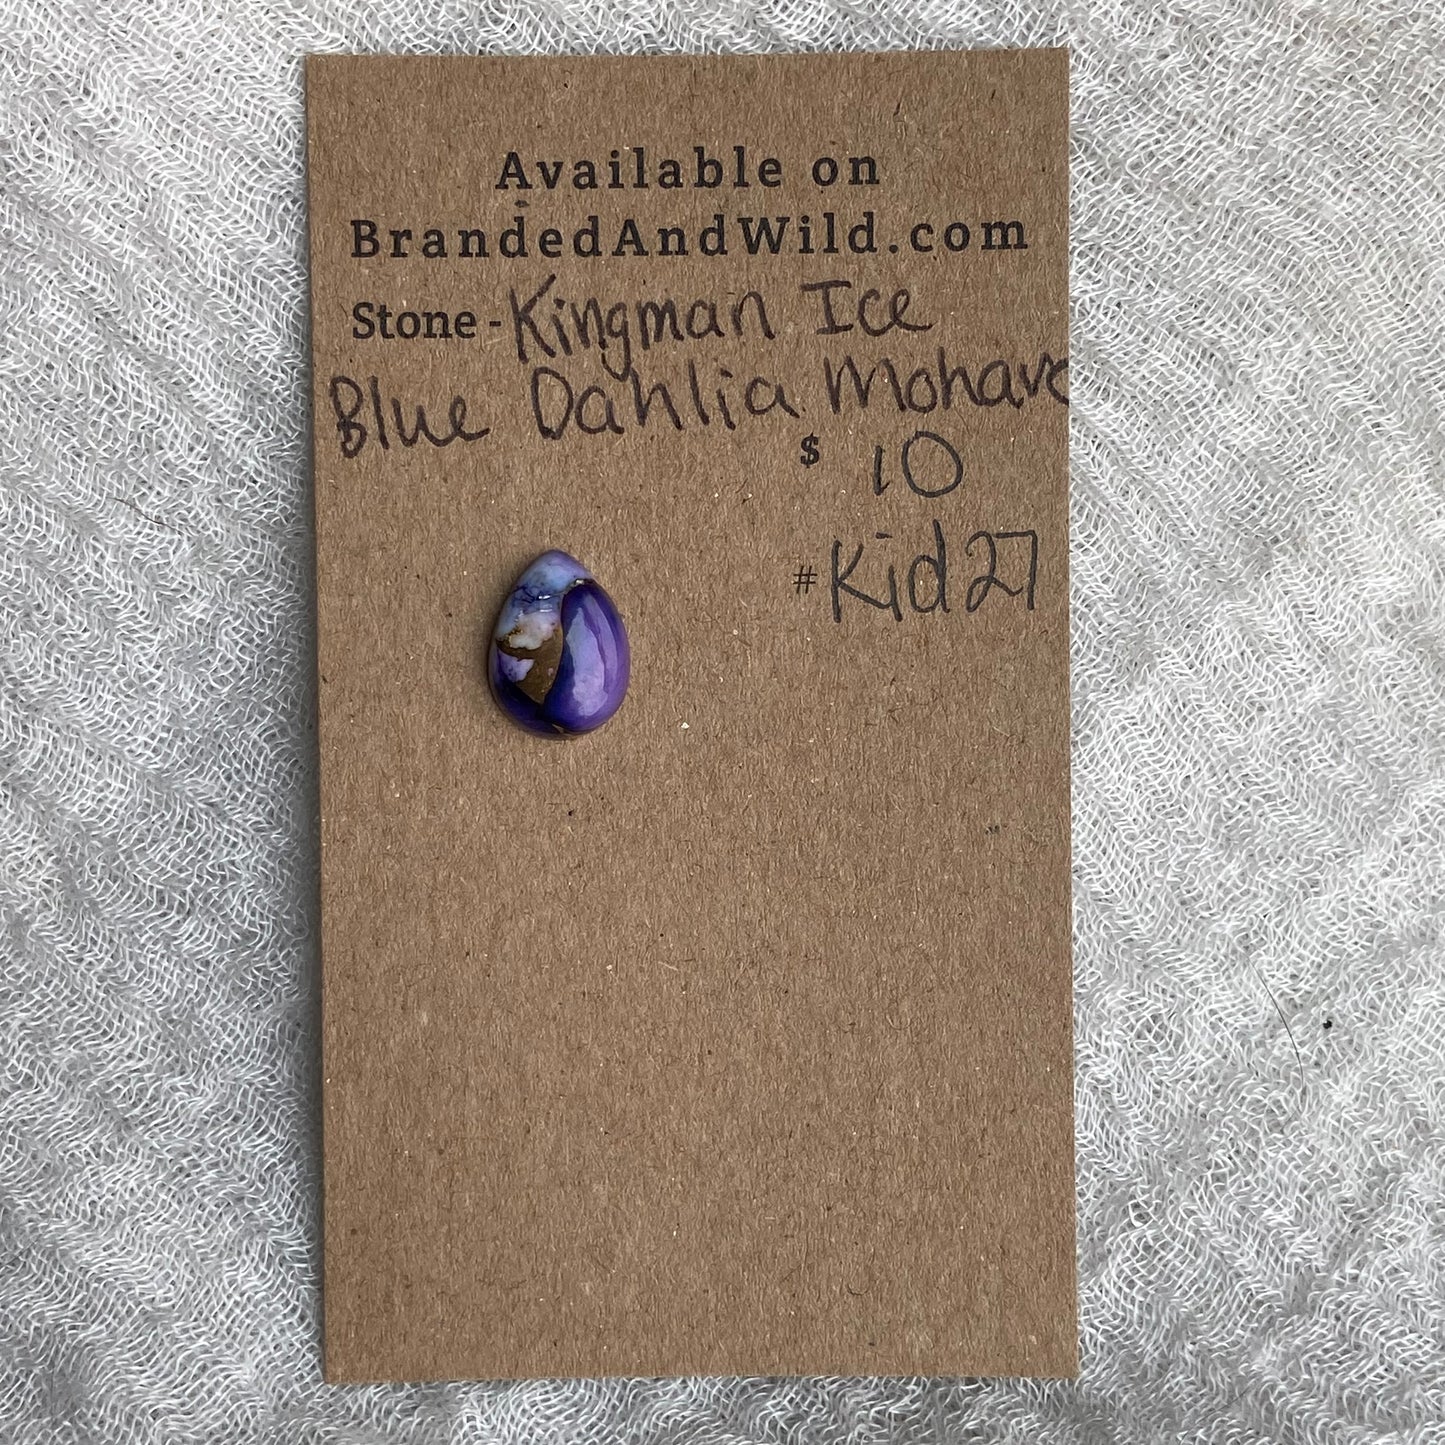 Available on
BrandedAndWild.com
Stone - Kingman Ice
Blue Dahlia Mohave
$ 10
# Kid27